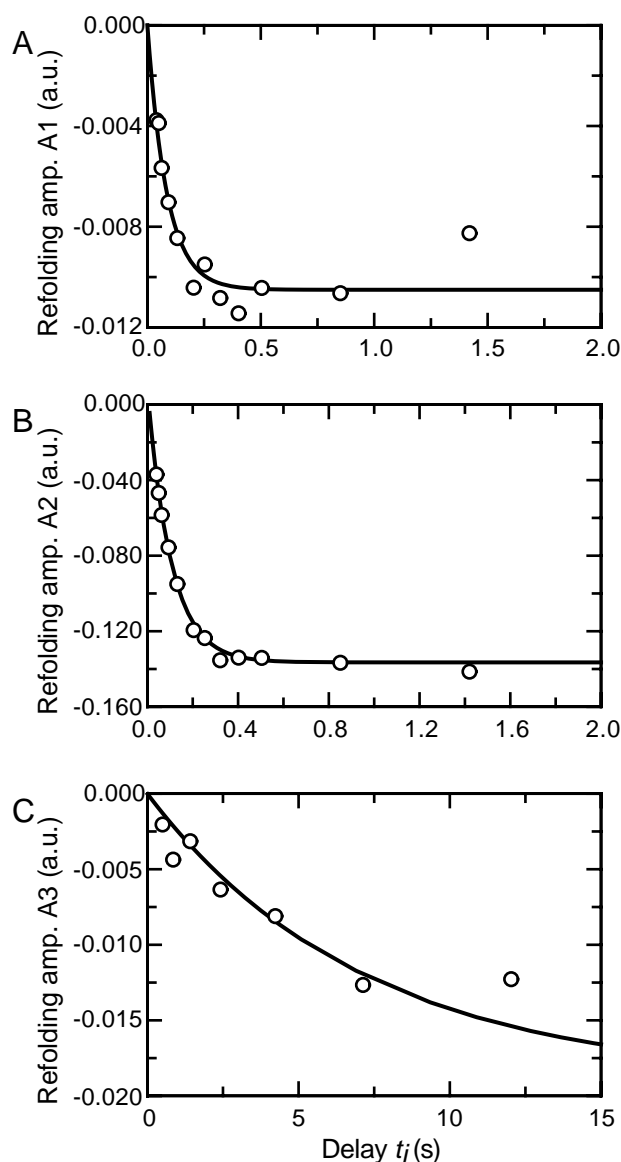 A
Refolding amp. A1 (a.u.)
0.000
-0.004
-0.008
-0.012
0.0 0.5 1.0 1.5 2.0
B
Refolding amp. A2 (a.u.)
0.000
-0.040
-0.080
-0.120
-0.160
0.0 0.4 0.8 1.2 1.6 2.0
C
Refolding amp. A3 (a.u.)
0.000
-0.005
-0.010
-0.015
-0.020
0 5 10 15
Delay ti (s)